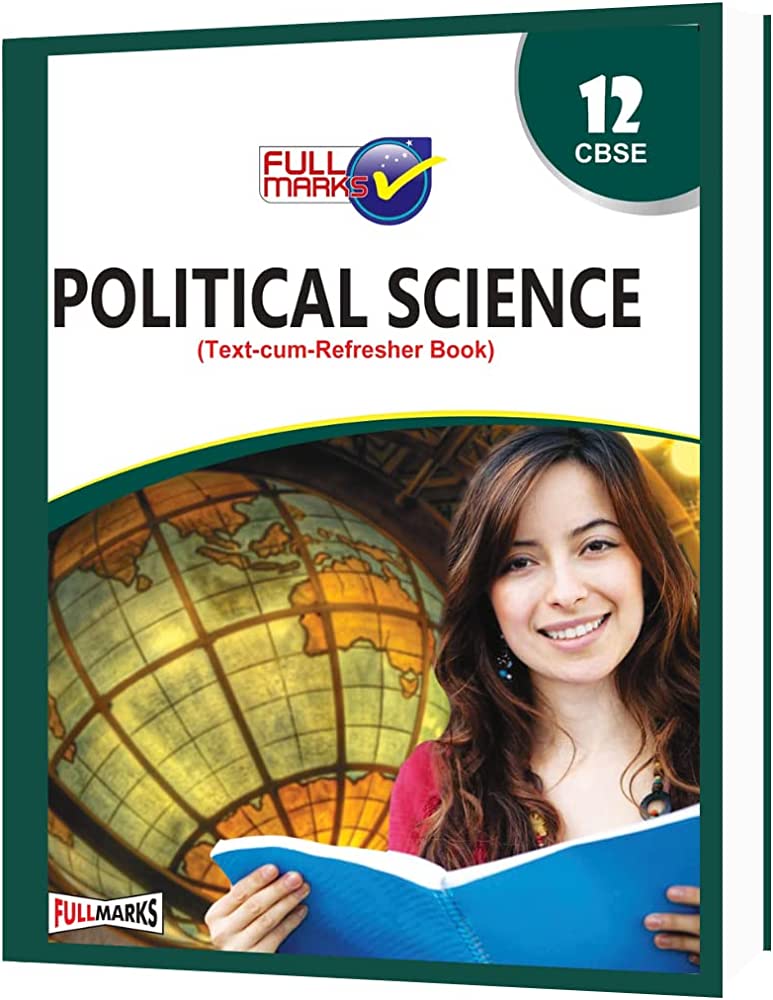 12
CBSE
FULL
MARKS
POLITICAL SCIENCE
(Text-cum-Refresher Book)
FULLMARKS